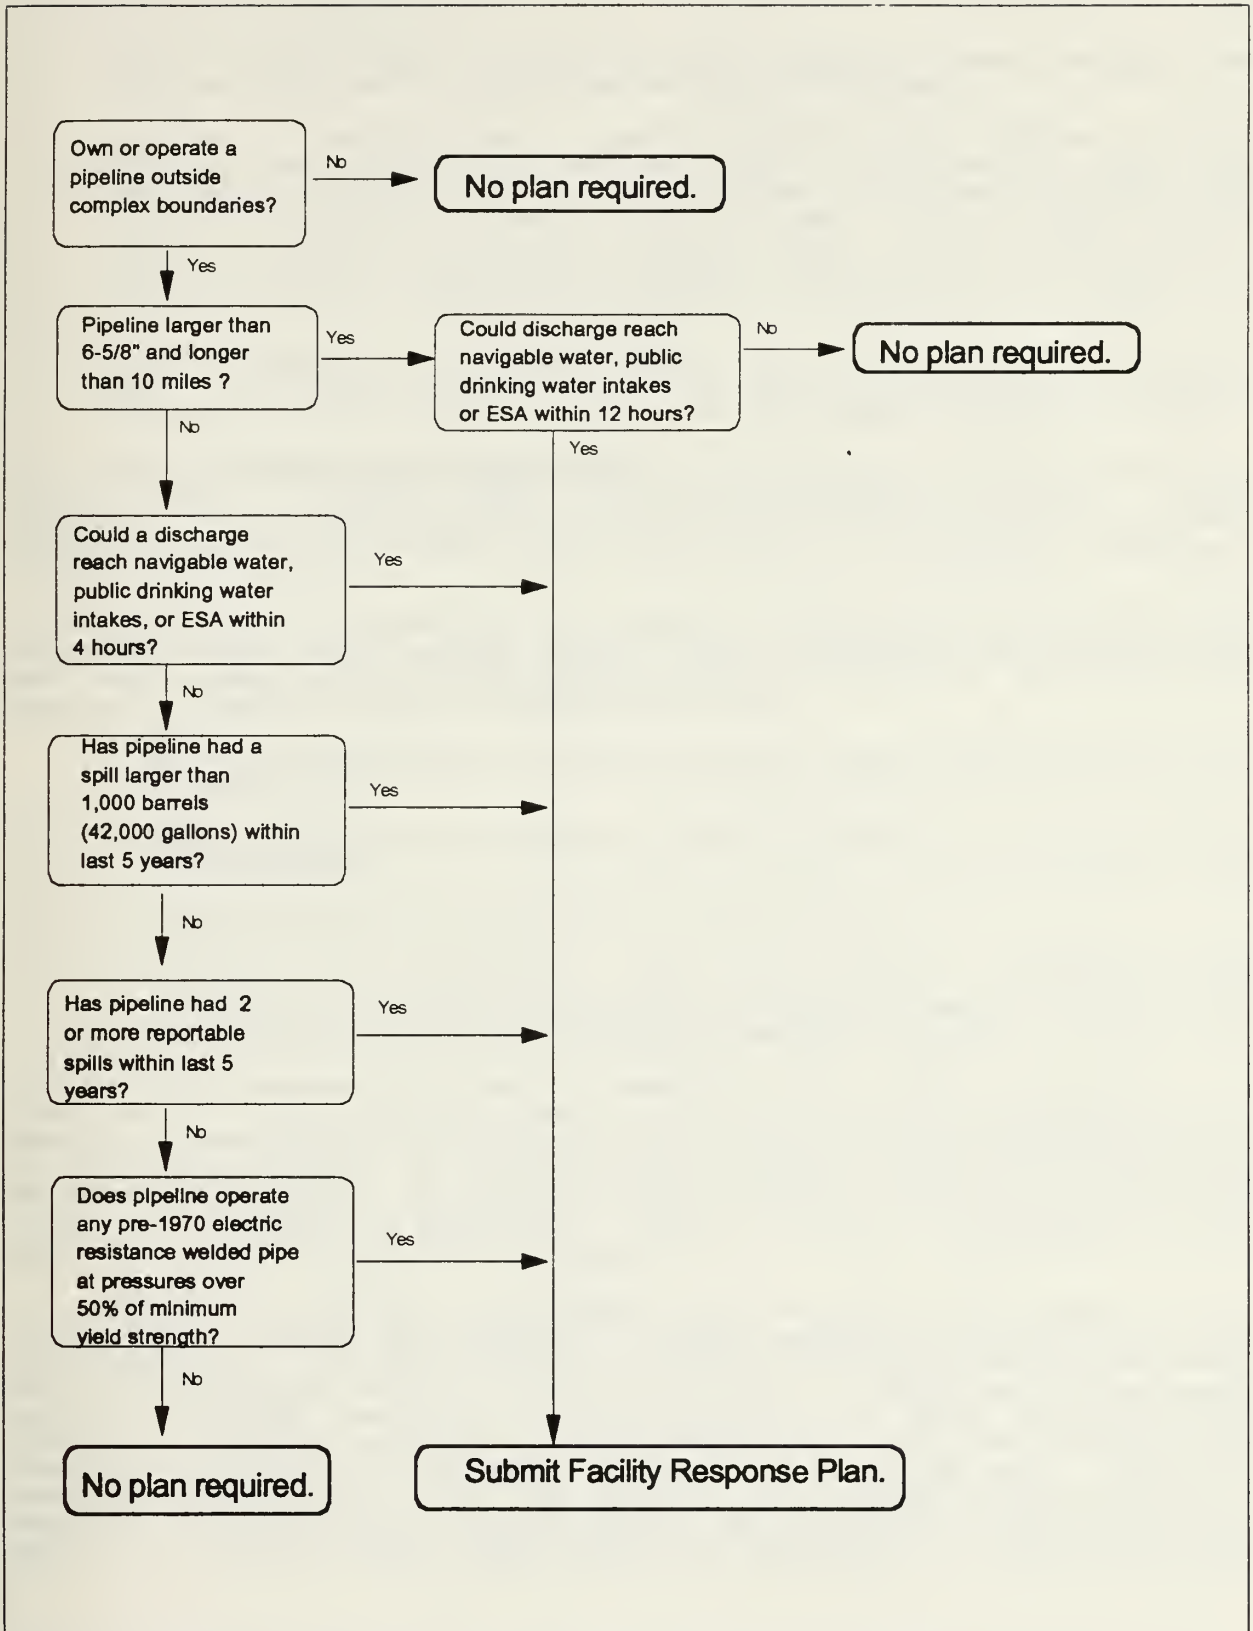 Own or operate a
pipeline outside
complex boundaries?
No
No plan required.
Yes
Pipeline larger than
6-5/8" and longer
than 10 miles ?
Yes
Could discharge reach
navigable water, public
drinking water intakes
or ESA within 12 hours?
No
No plan required.
No
Yes
Could a discharge
reach navigable water,
public drinking water
intakes, or ESA within
4 hours?
Yes
No
Has pipeline had a
spill larger than
1,000 barrels
(42,000 gallons) within
last 5 years?
Yes
No
Has pipeline had 2
or more reportable
spills within last 5
years?
Yes
No
Does pipeline operate
any pre-1970 electric
resistance welded pipe
at pressures over
50% of minimum
yield strength?
Yes
No
No plan required.
Submit Facility Response Plan.